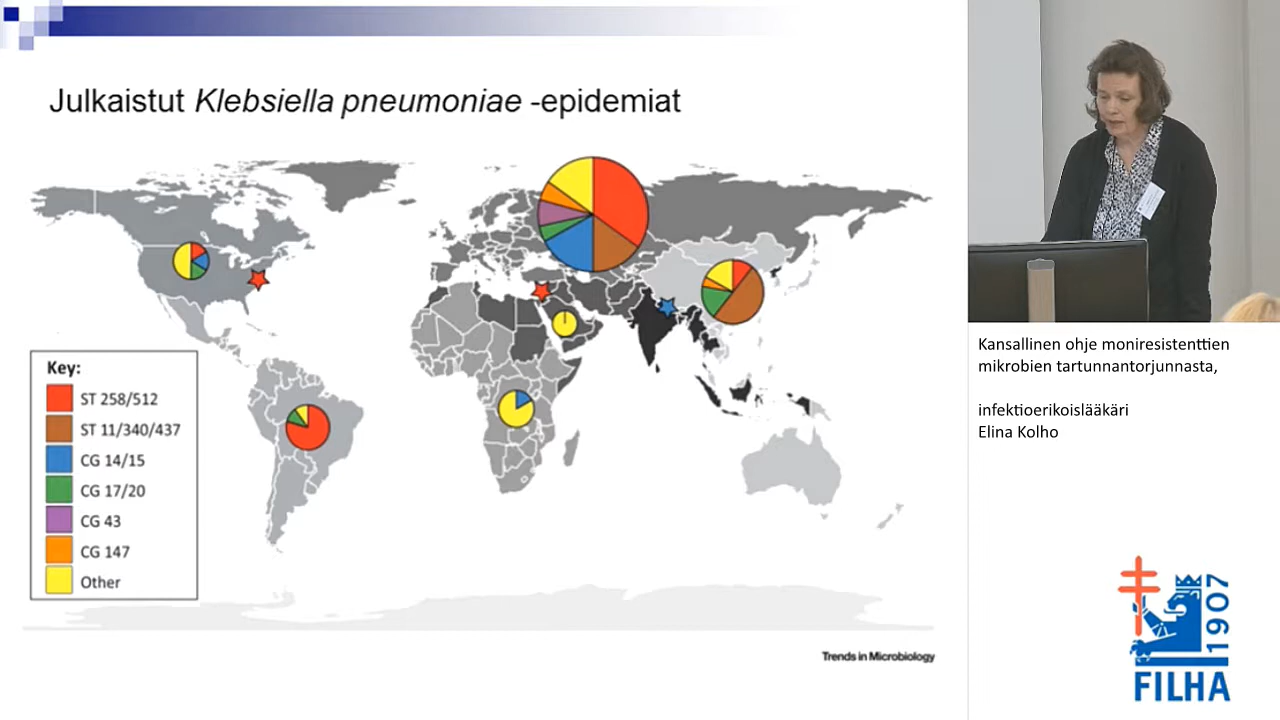 Julkaistut Klebsiella pneumoniae -epidemiat
Key:
ST 258/512
ST 11/340/437
CG 14/15
CG 17/20
CG 43
CG 147
Other
Trends in Microbiology
Kansallinen ohje moniresistenttien
mikrobien tartunnantorjunnasta,
infektioerikoislääkäri
Elina Kolho
1907
FILHA